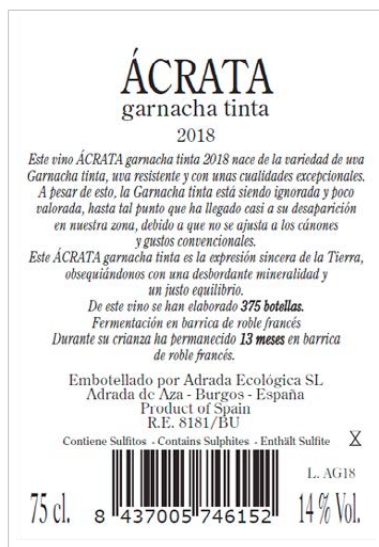 ÁCRATA
garnacha tinta
2018
Este vino ÁCRATA garnacha tinta 2018 nace de la variedad de uva
Garnacha tinta, uva resistente y con unas cualidades excepcionales.
A pesar de esto, la Garnacha tinta está siendo ignorada y poco
valorada, hasta tal punto que ha llegado casi a su desaparición
en nuestra zona, debido a que no se ajusta a los cánones
y gustos convencionales.
Este ÁCRATA garnacha tinta es la expresión sincera de la Tierra,
obsequiándonos con una desbordante mineralidad y
un justo equilibrio.
De este vino se han elaborado 375 botellas.
Fermentación en barrica de roble francés
Durante su crianza ha permanecido 13 meses en barrica
de roble francés.
Embotellado por Adrada Ecológica SL
Adrada de Aza - Burgos - España
Product of Spain
R.E. 8181/BU
Contiene Sulfitos - Contains Sulphites - Enthält Sulfite
L. AG18
75 cl. 8 437005 746152 14 % Vol.